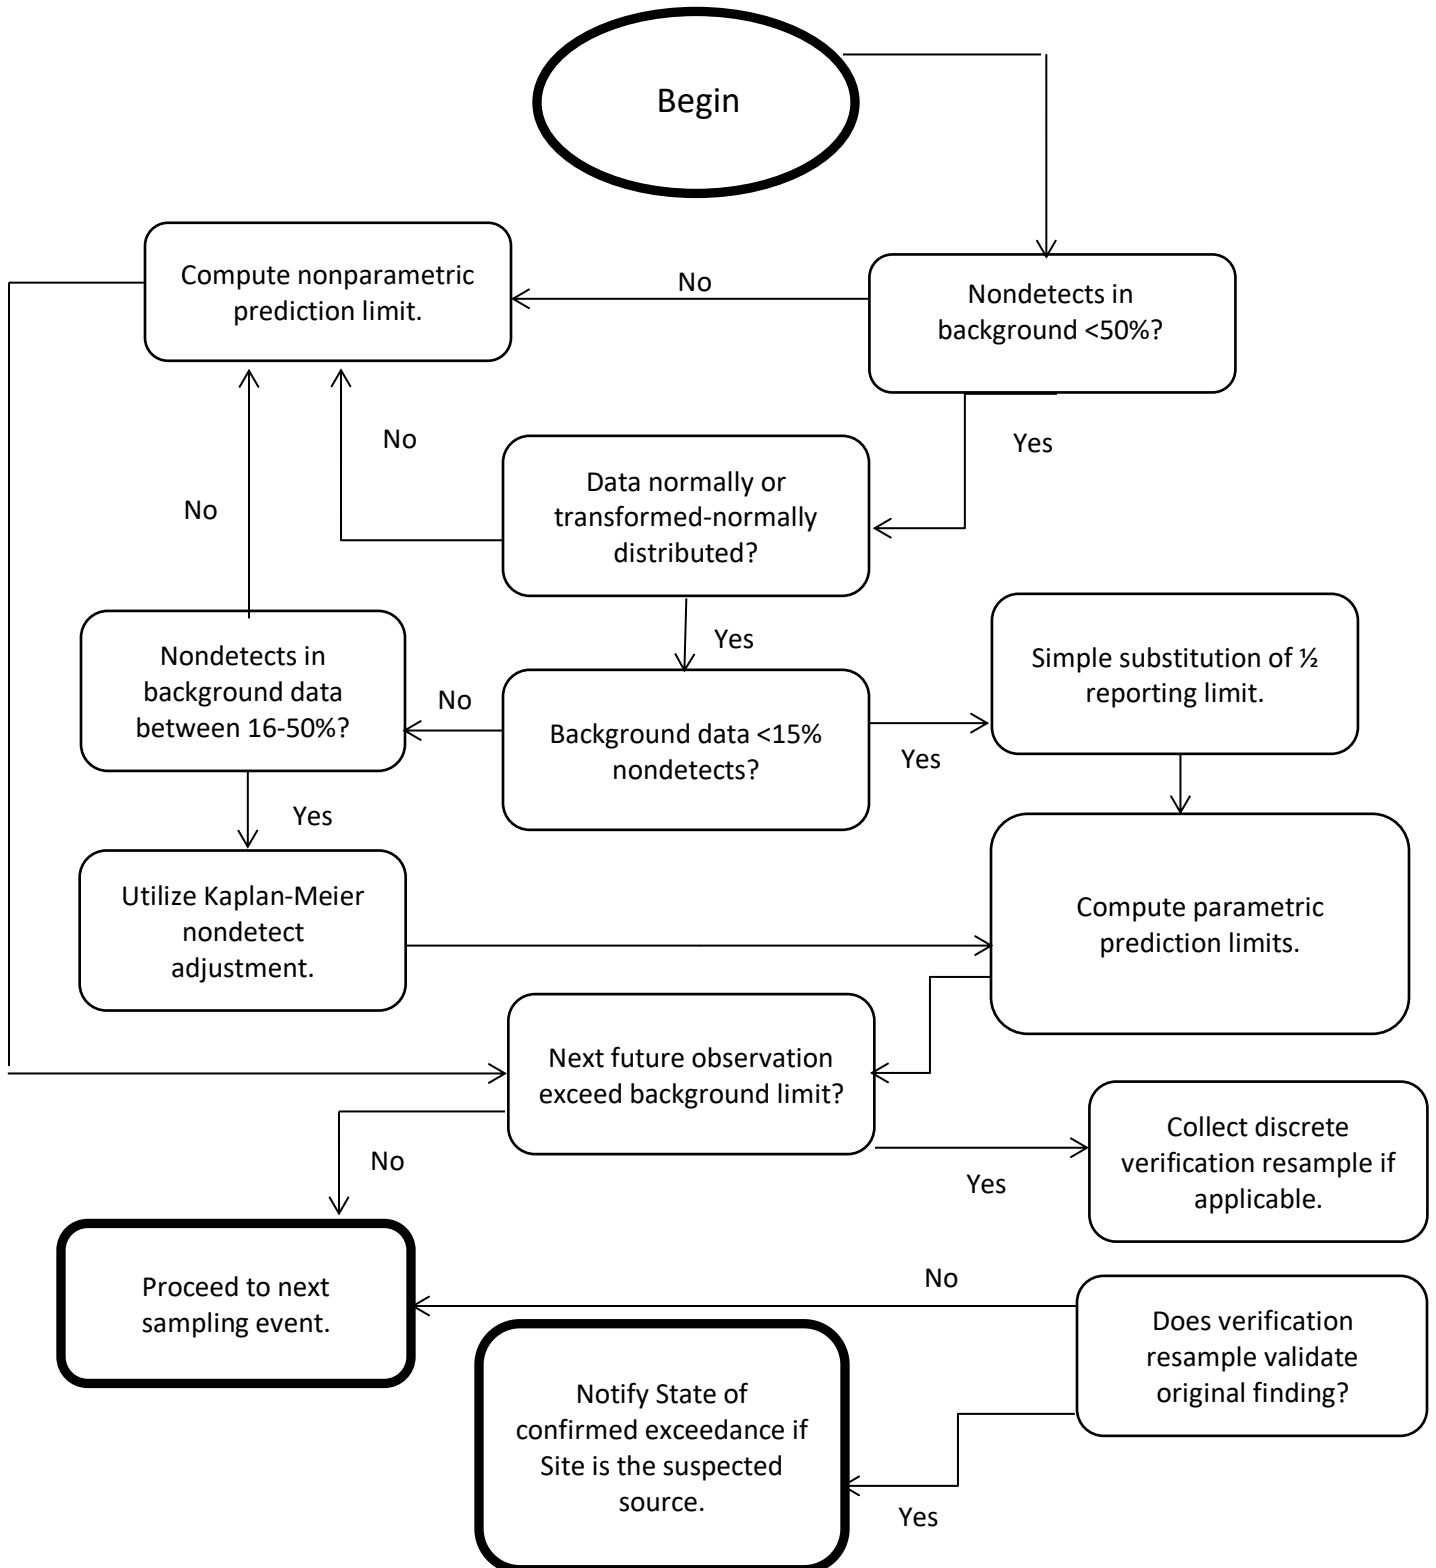 Begin
Compute nonparametric
prediction limit.
No
Nondetects in
background <50%?
Yes
No
Data normally or
transformed-normally
distributed?
No
Yes
Nondetects in
background data
between 16-50%?
No
Background data <15%
nondetects?
Yes
Simple substitution of ½
reporting limit.
Yes
Utilize Kaplan-Meier
nondetect
adjustment.
Compute parametric
prediction limits.
Next future observation
exceed background limit?
No
Yes
Collect discrete
verification resample if
applicable.
Proceed to next
sampling event.
No
Does verification
resample validate
original finding?
Notify State of
confirmed exceedance if
Site is the suspected
source.
Yes